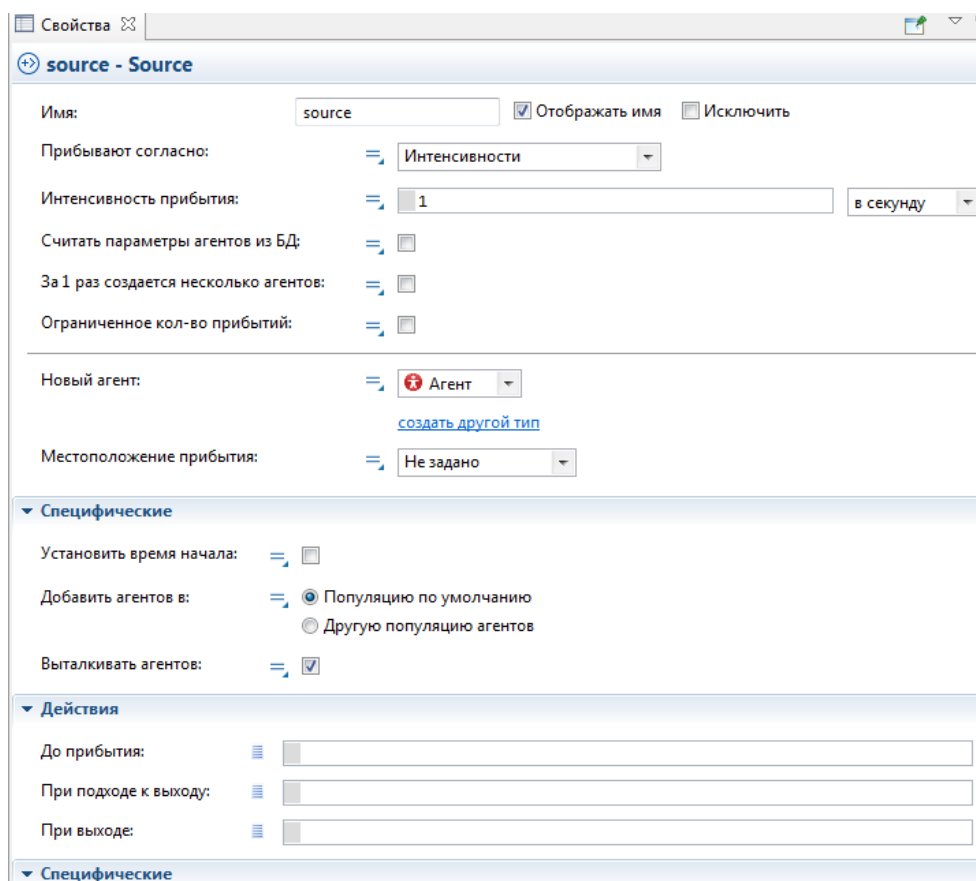 Свойства
source - Source
Имя: source Отображать имя Исключить
Прибывают согласно: Интенсивности
Интенсивность прибытия: 1 в секунду
Считать параметры агентов из БД:
За 1 раз создается несколько агентов:
Ограниченное кол-во прибытий:
Новый агент: Агент
создать другой тип
Местоположение прибытия: Не задано
Специфические
Установить время начала:
Добавить агентов в: Популяцию по умолчанию
Другую популяцию агентов
Выталкивать агентов:
Действия
До прибытия:
При подходе к выходу:
При выходе:
Специфические